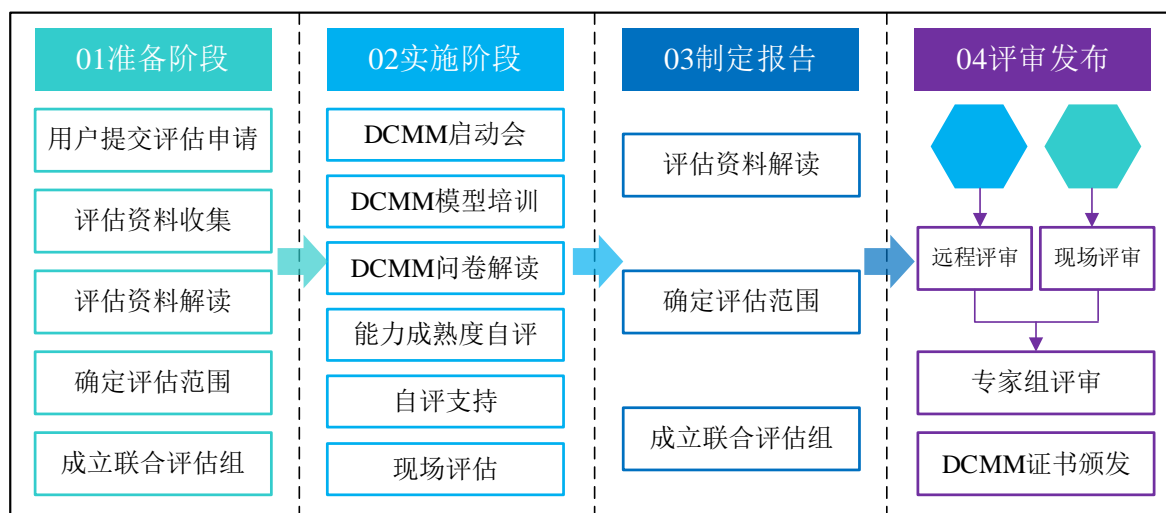 01准备阶段
用户提交评估申请
评估资料收集
评估资料解读
确定评估范围
成立联合评估组
02实施阶段
DCMM启动会
DCMM模型培训
DCMM问卷解读
能力成熟度自评
自评支持
现场评估
03制定报告
评估资料解读
确定评估范围
成立联合评估组
04评审发布
远程评审
现场评审
专家组评审
DCMM证书颁发